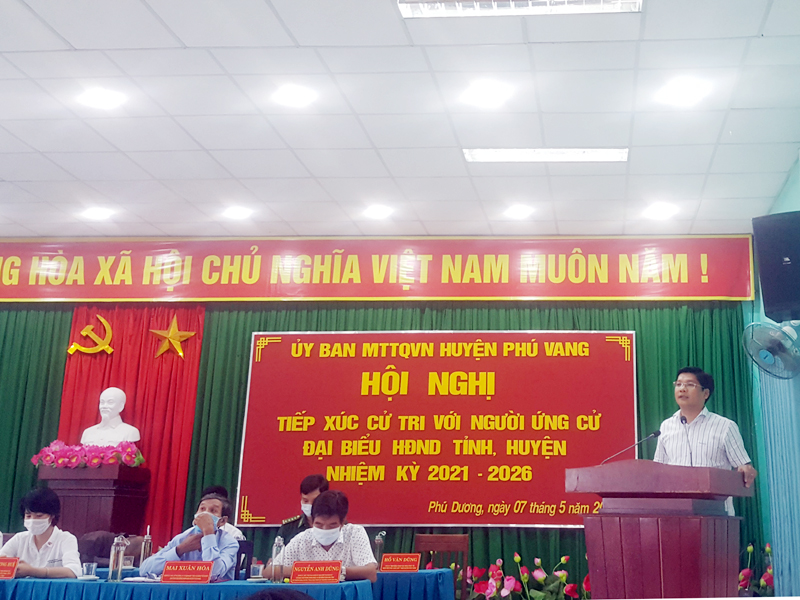 NG HÒA XÃ HỘI CHỦ NGHĨA VIỆT NAM MUÔN NĂM !
ỦY BAN MTTQVN HUYỆN PHÚ VANG
HỘI NGHỊ
TIẾP XÚC CỬ TRI VỚI NGƯỜI ỨNG CỬ
ĐẠI BIỂU HĐND TỈNH, HUYỆN
NHIỆM KỲ 2021 - 2026
Phú Dương, ngày 07 tháng 5 năm 2
MAI XUÂN HÒA
NGUYỄN ANH DŨNG
HỒ VĂN DŨNG